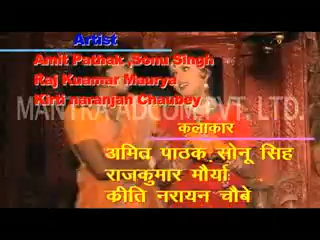 Artist
Amit Pathak ,Sonu Singh
Raj Kuamar Maurya
Kirti naranjan Chaubey
MANTRA ADCOM PVT. LTD.
कलाकार
अमित पाठक, सोनू सिंह
राजकुमार मौर्या
कीति नरायन चौबे